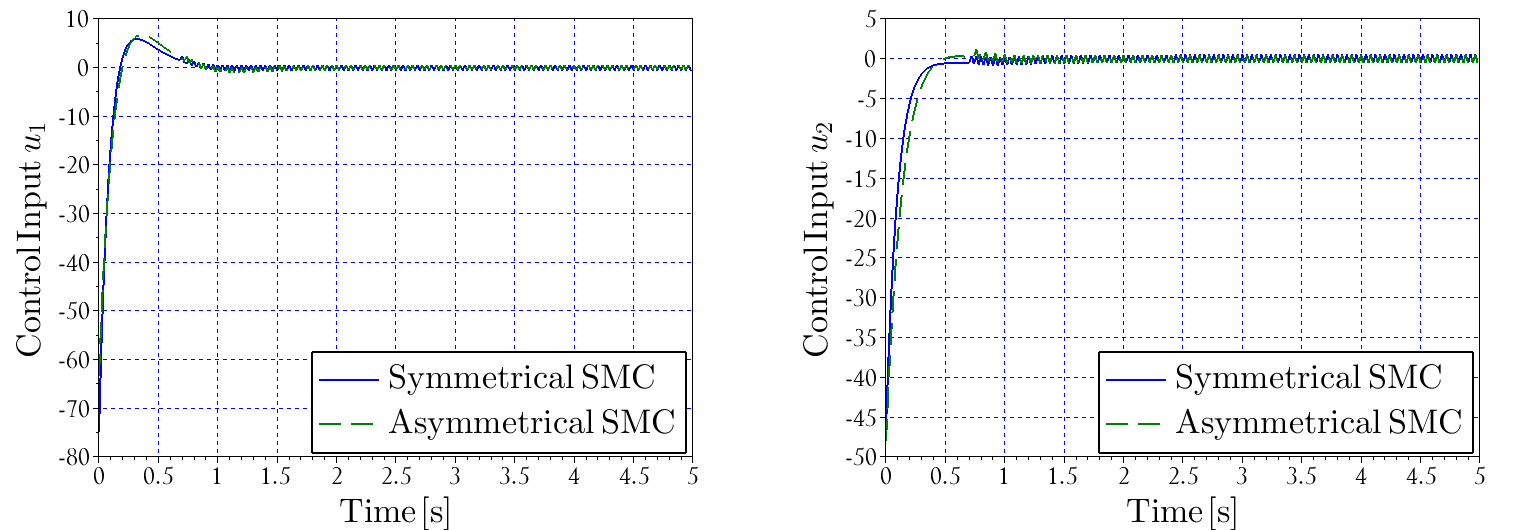 10
0
-10
-20
-30
-40
-50
-60
-70
-80
0 0.5 1 1.5 2 2.5 3 3.5 4 4.5 5
Control Input u₁
Time [s]
Symmetrical SMC
Asymmetrical SMC
5
0
-5
-10
-15
-20
-25
-30
-35
-40
-45
-50
0 0.5 1 1.5 2 2.5 3 3.5 4 4.5 5
Control Input u₂
Time [s]
Symmetrical SMC
Asymmetrical SMC